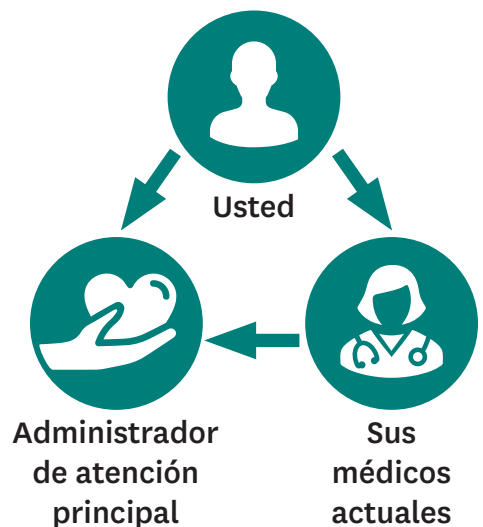 Usted
Administrador
de atención
principal
Sus
médicos
actuales